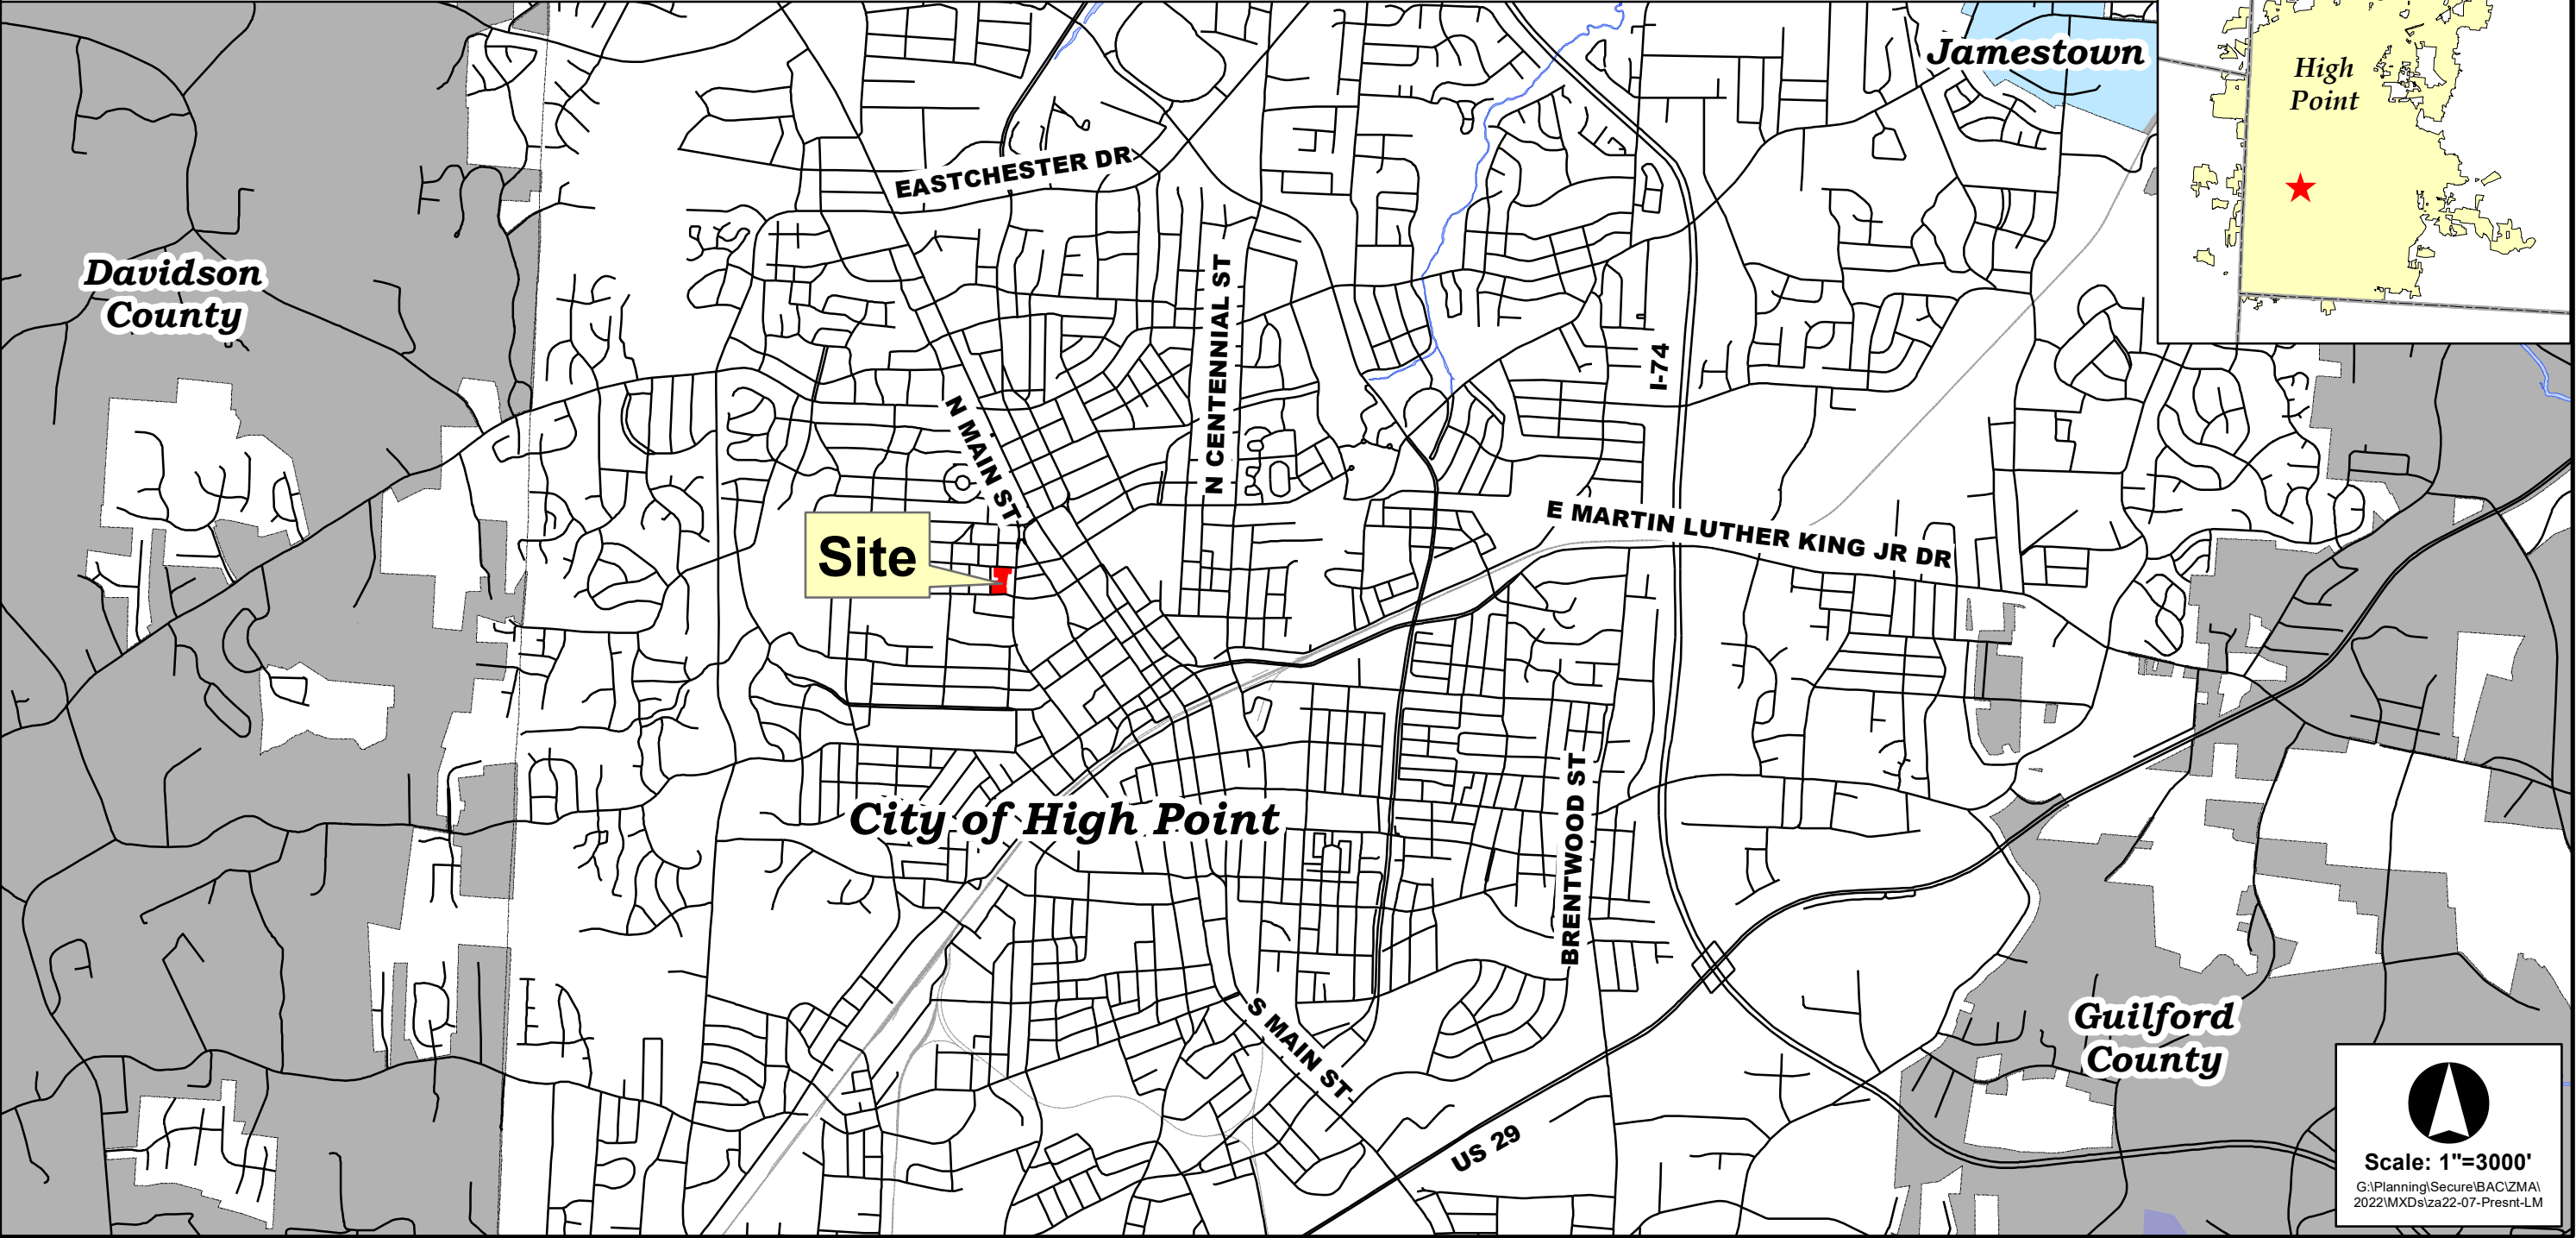 Jamestown
High
Point
EASTCHESTER DR
Davidson
County
N CENTENNIAL ST
I-74
N MAIN ST
Site
E MARTIN LUTHER KING JR DR
City of High Point
BRENTWOOD ST
S MAIN ST
Guilford
County
US 29
Scale: 1"=3000'
G:\Planning\Secure\BAC\ZMA\
2022\MXDs\za22-07-Presnt-LM